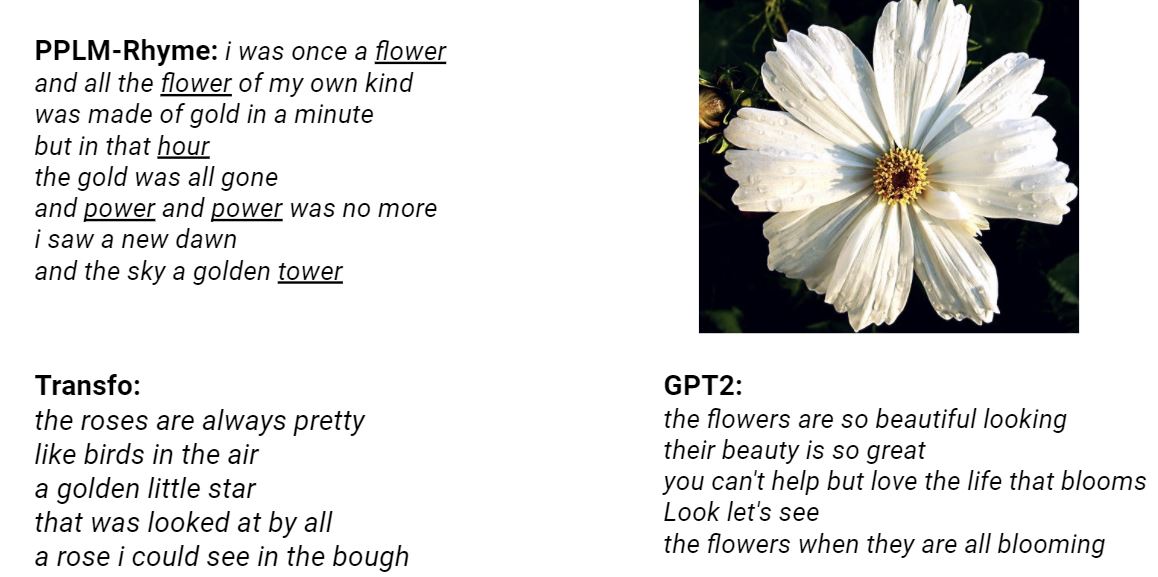 PPLM-Rhyme: i was once a flower
and all the flower of my own kind
was made of gold in a minute
but in that hour
the gold was all gone
and power and power was no more
i saw a new dawn
and the sky a golden tower
Transfo:
the roses are always pretty
like birds in the air
a golden little star
that was looked at by all
a rose i could see in the bough
GPT2:
the flowers are so beautiful looking
their beauty is so great
you can't help but love the life that blooms
Look let's see
the flowers when they are all blooming